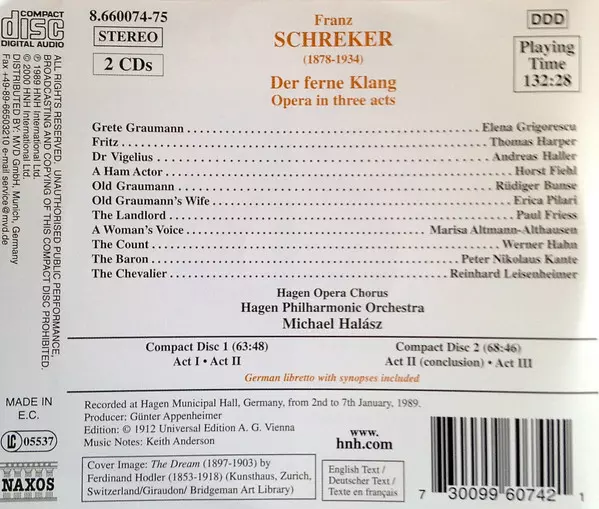 COMPACT
disc
DIGITAL AUDIO
8.660074-75
STEREO
2 CDs
Franz
SCHREKER
(1878-1934)
Der ferne Klang
Opera in three acts
DDD
Playing
Time
132:28
ALL RIGHTS RESERVED. UNAUTHORISED PUBLIC PERFORMANCE,
BROADCASTING AND COPYING OF THIS COMPACT DISC PROHIBITED.
℗ 1989 HNH International Ltd.
© 2000 HNH International Ltd.
DISTRIBUTED BY: MVD GmbH, Munich, Germany
Fax +49-89-66503210 e-mail service@mvd.de
Grete Graumann Elena Grigorescu
Fritz Thomas Harper
Dr Vigelius Andreas Haller
A Ham Actor Horst Fiehl
Old Graumann Rüdiger Bunse
Old Graumann's Wife Erica Pilari
The Landlord Paul Friess
A Woman's Voice Marisa Altmann-Althausen
The Count Werner Hahn
The Baron Peter Nikolaus Kante
The Chevalier Reinhard Leisenheimer
Hagen Opera Chorus
Hagen Philharmonic Orchestra
Michael Halász
Compact Disc 1 (63:48)
Act I • Act II
Compact Disc 2 (68:46)
Act II (conclusion) • Act III
German libretto with synopses included
MADE IN
E.C.
LC 05537
NAXOS
Recorded at Hagen Municipal Hall, Germany, from 2nd to 7th January, 1989.
Producer: Günter Appenheimer
Edition: © 1912 Universal Edition A. G. Vienna
Music Notes: Keith Anderson
Cover Image: The Dream (1897-1903) by
Ferdinand Hodler (1853-1918) (Kunsthaus, Zurich,
Switzerland/Giraudon/ Bridgeman Art Library)
www.
hnh.com
English Text /
Deutscher Text /
Texte en français
7 30099 60742 1